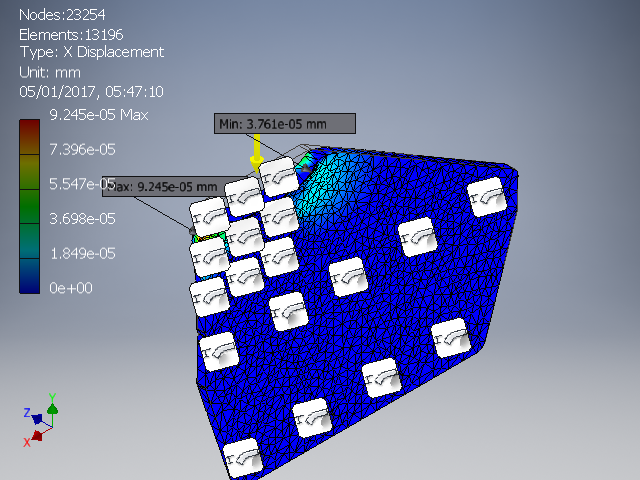 Nodes:23254
Elements:13196
Type: X Displacement
Unit: mm
05/01/2017, 05:47:10
9.245e-05 Max
7.396e-05
5.547e-05
3.698e-05
1.849e-05
0e+00
Min: 3.761e-05 mm
Max: 9.245e-05 mm
Y
Z
X